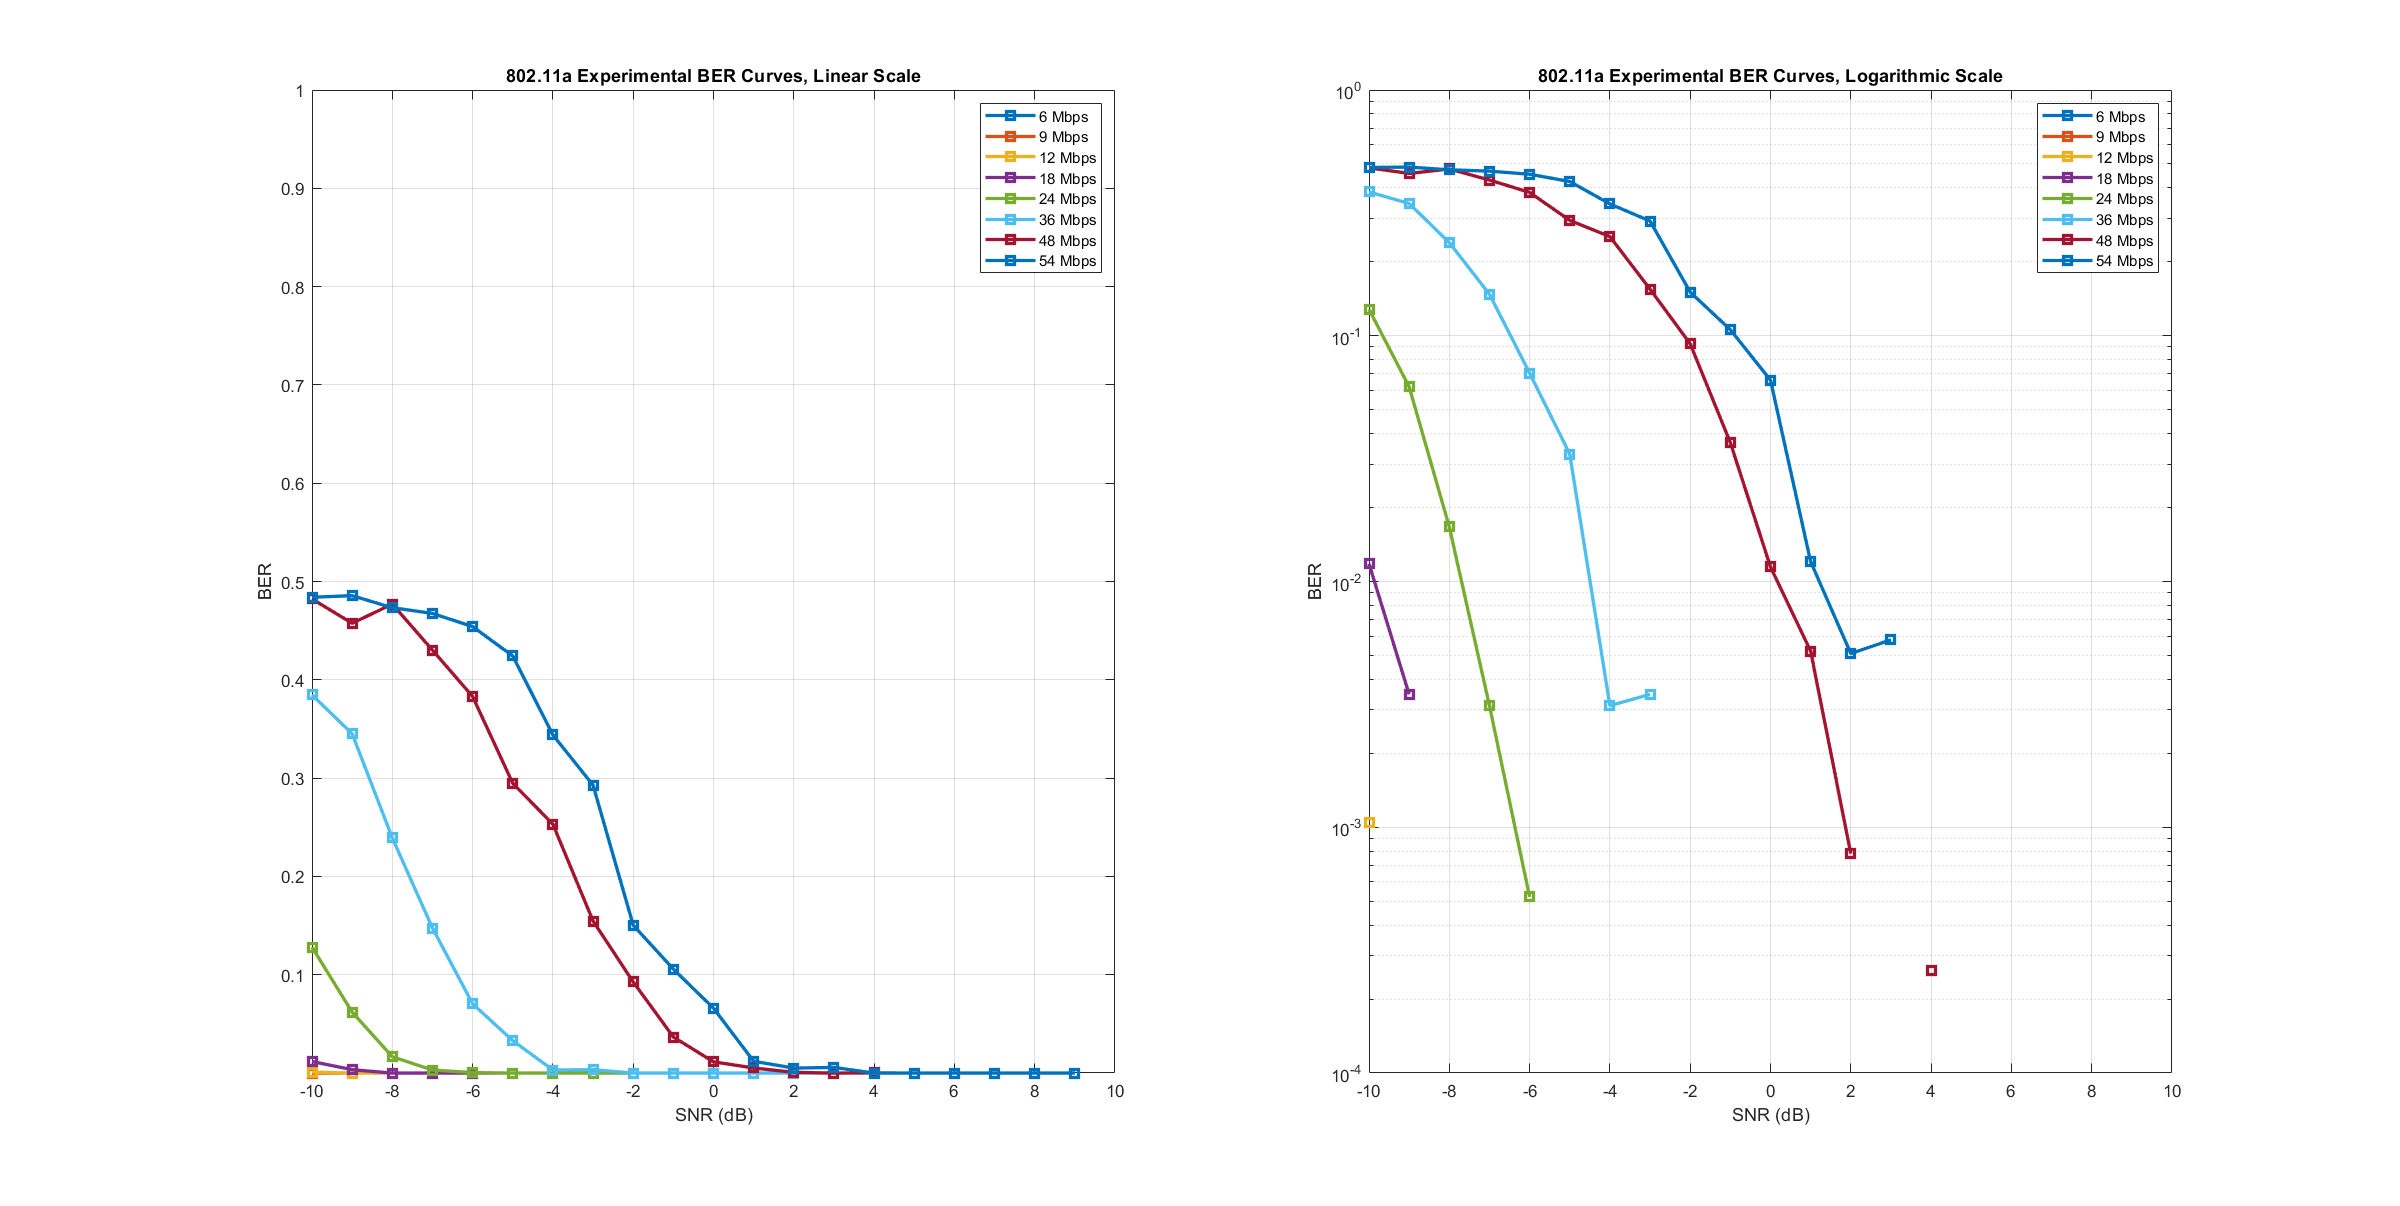 802.11a Experimental BER Curves, Linear Scale
1
0.9
0.8
0.7
0.6
0.5
0.4
0.3
0.2
0.1
BER
-10 -8 -6 -4 -2 0 2 4 6 8 10
SNR (dB)
6 Mbps
9 Mbps
12 Mbps
18 Mbps
24 Mbps
36 Mbps
48 Mbps
54 Mbps
802.11a Experimental BER Curves, Logarithmic Scale
10^0
10^-1
10^-2
10^-3
10^-4
BER
-10 -8 -6 -4 -2 0 2 4 6 8 10
SNR (dB)
6 Mbps
9 Mbps
12 Mbps
18 Mbps
24 Mbps
36 Mbps
48 Mbps
54 Mbps